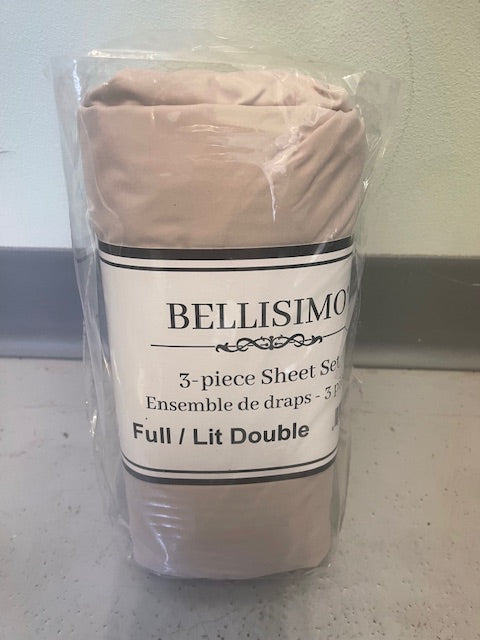 BELLISIMO
3-piece Sheet Set
Ensemble de draps - 3
Full / Lit Double